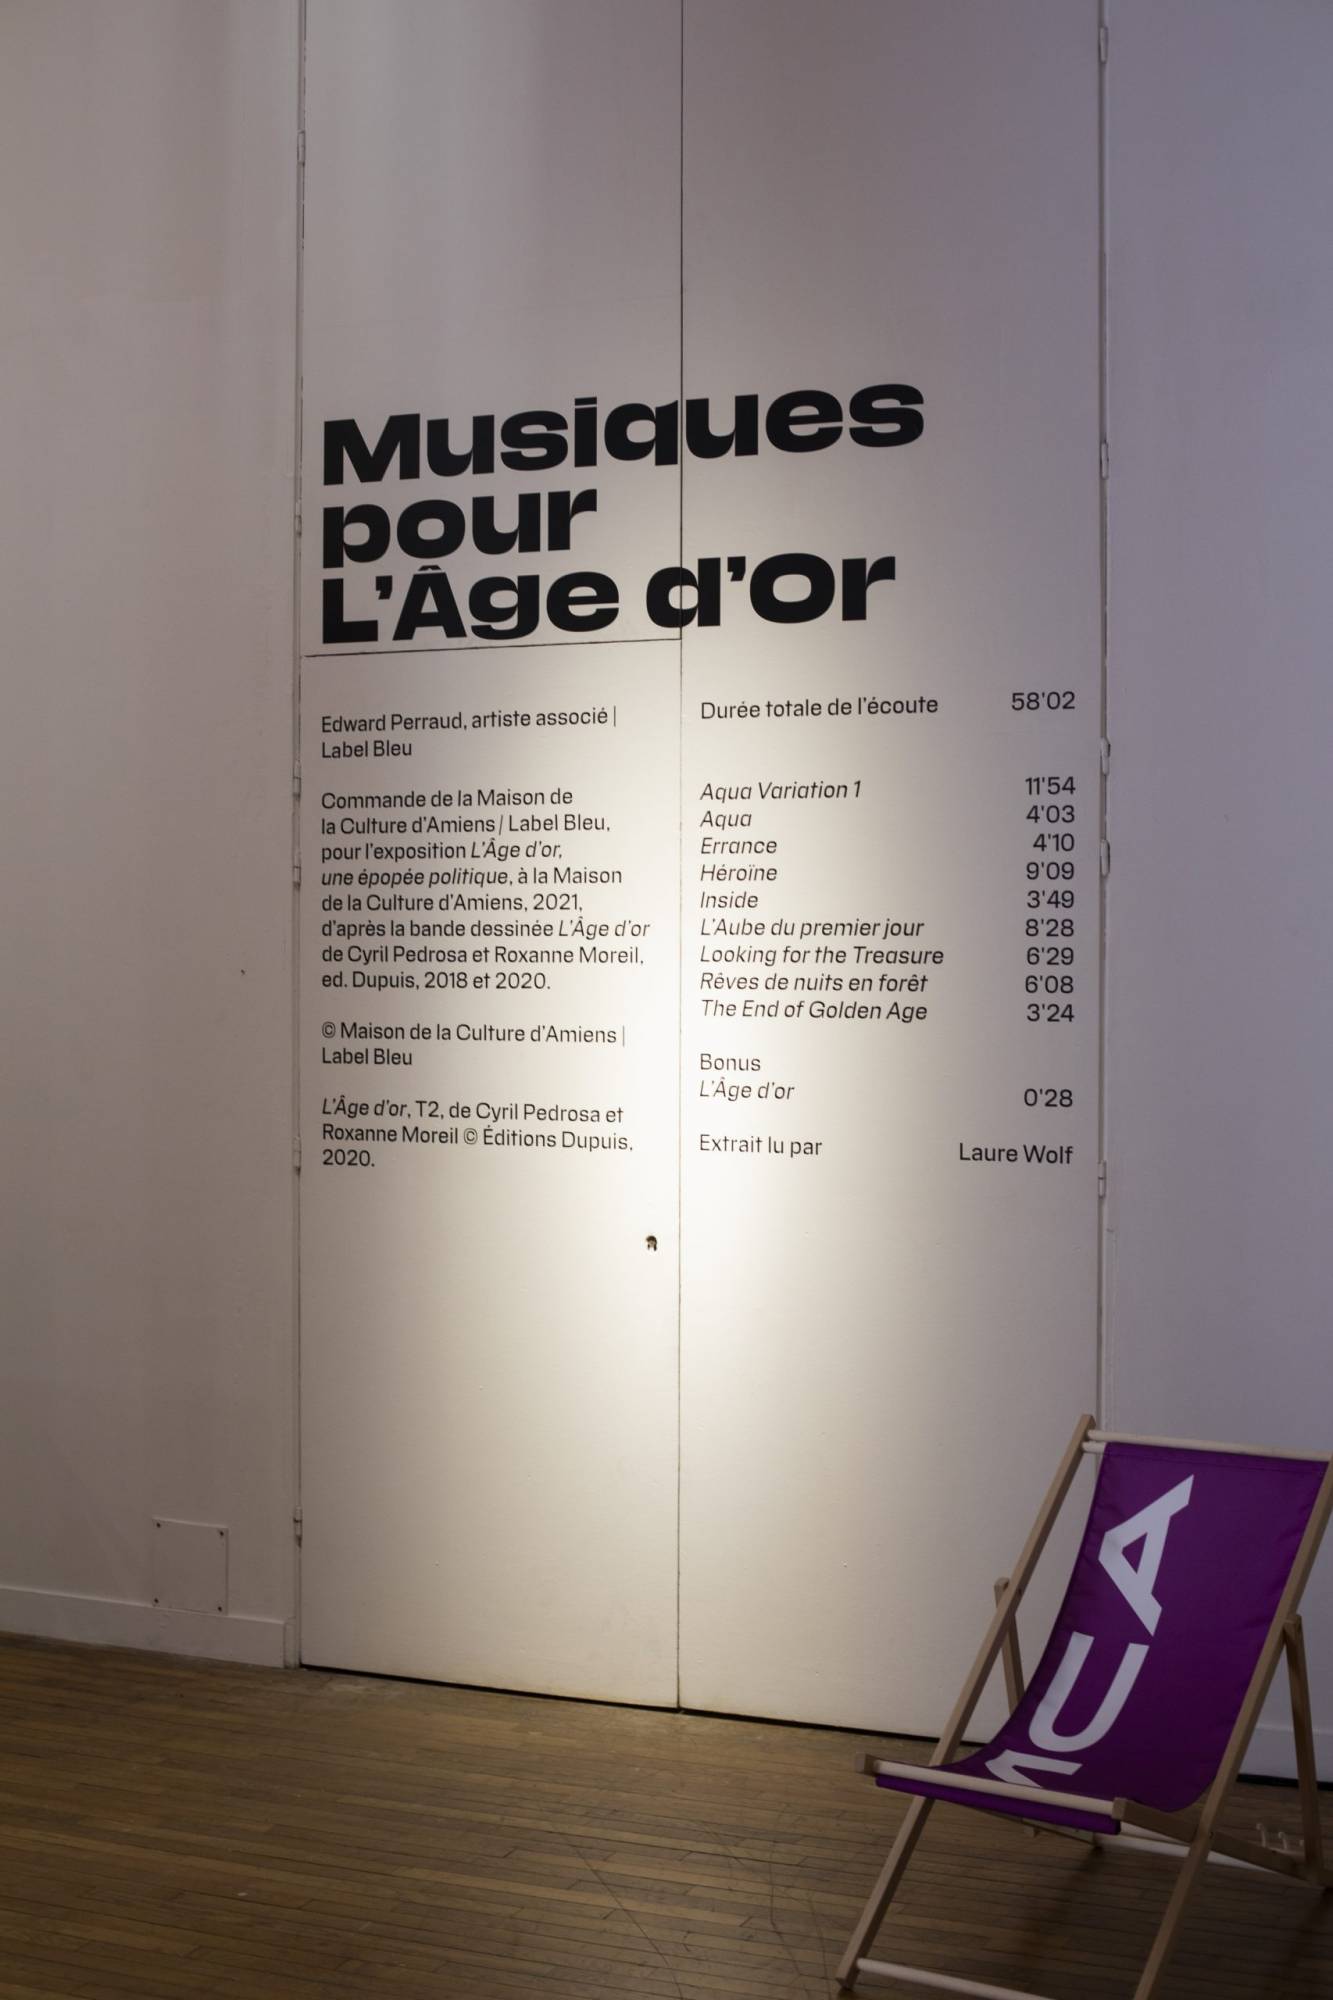 Musiques
pour
L'Âge d'Or
Edward Perraud, artiste associé |
Label Bleu
Commande de la Maison de
la Culture d'Amiens / Label Bleu,
pour l'exposition L'Âge d'or,
une épopée politique, à la Maison
de la Culture d'Amiens, 2021,
d'après la bande dessinée L'Âge d'or
de Cyril Pedrosa et Roxanne Moreil,
ed. Dupuis, 2018 et 2020.
© Maison de la Culture d'Amiens |
Label Bleu
L'Âge d'or, T2, de Cyril Pedrosa et
Roxanne Moreil © Éditions Dupuis,
2020.
Durée totale de l'écoute 58'02
Aqua Variation 1 11'54
Aqua 4'03
Errance 4'10
Héroïne 9'09
Inside 3'49
L'Aube du premier jour 8'28
Looking for the Treasure 6'29
Rêves de nuits en forêt 6'08
The End of Golden Age 3'24
Bonus
L'Âge d'or 0'28
Extrait lu par Laure Wolf
MCA